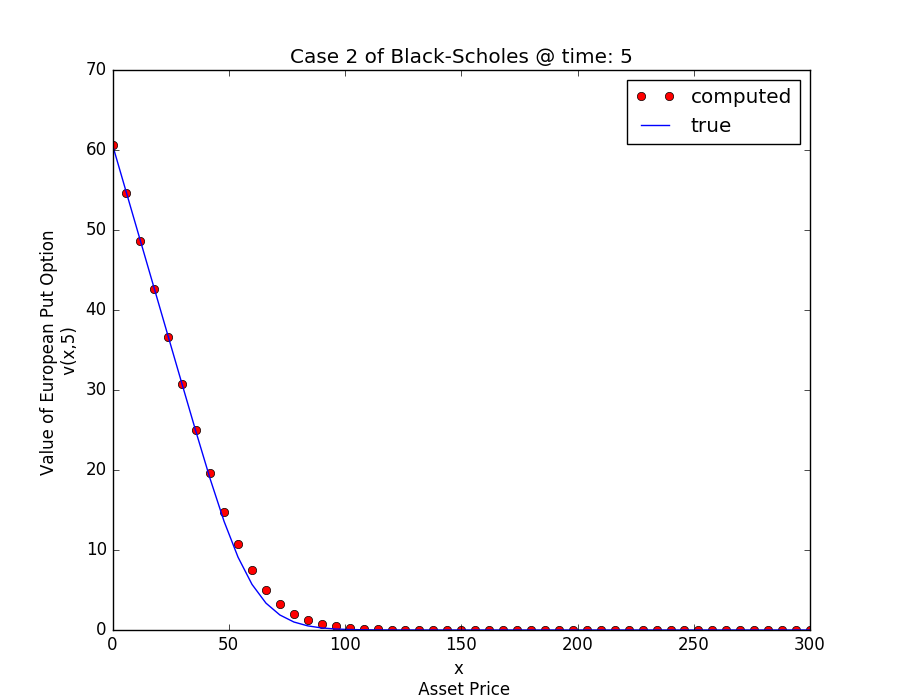 Case 2 of Black-Scholes @ time: 5
70
60
50
40
30
20
10
0
computed
true
Value of European Put Option
v(x,5)
0 50 100 150 200 250 300
x
Asset Price